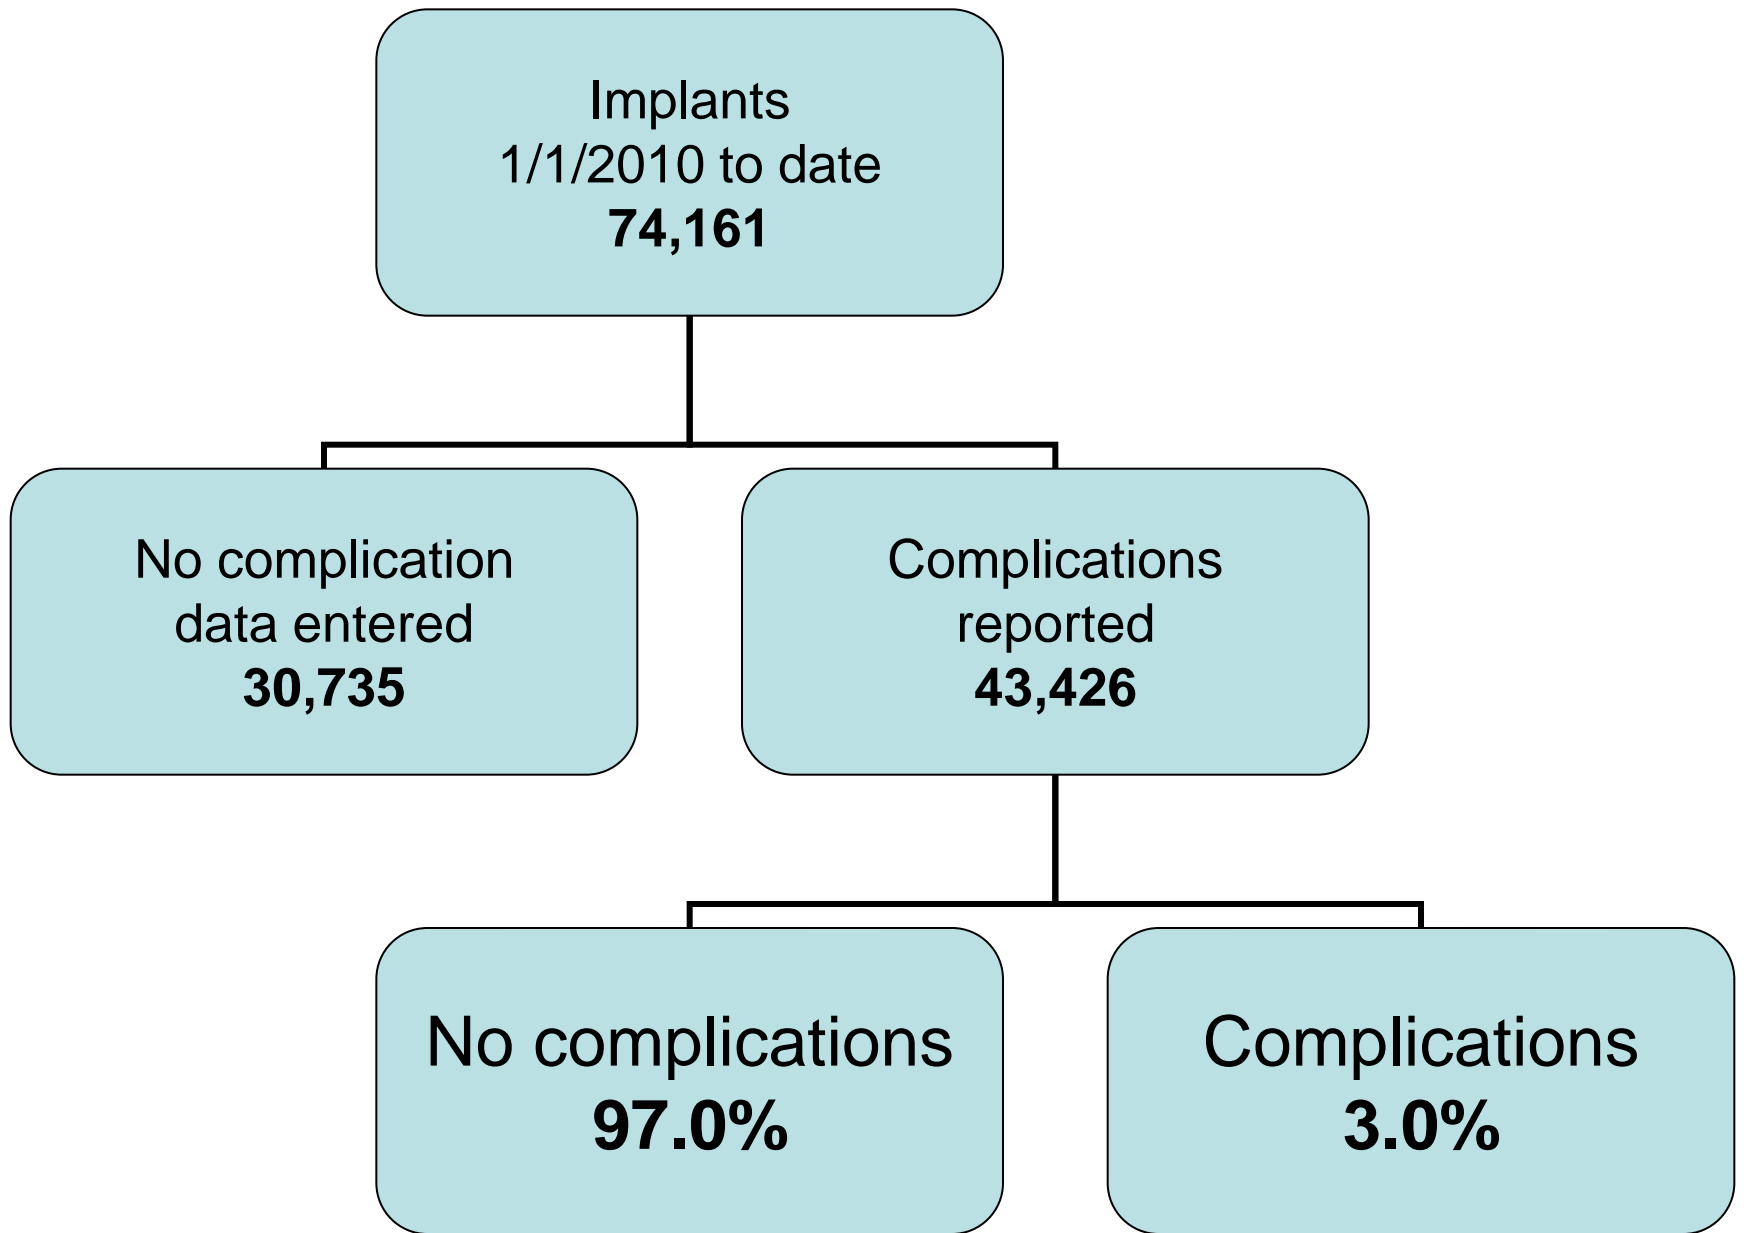 Implants
1/1/2010 to date
74,161
No complication
data entered
30,735
Complications
reported
43,426
No complications
97.0%
Complications
3.0%